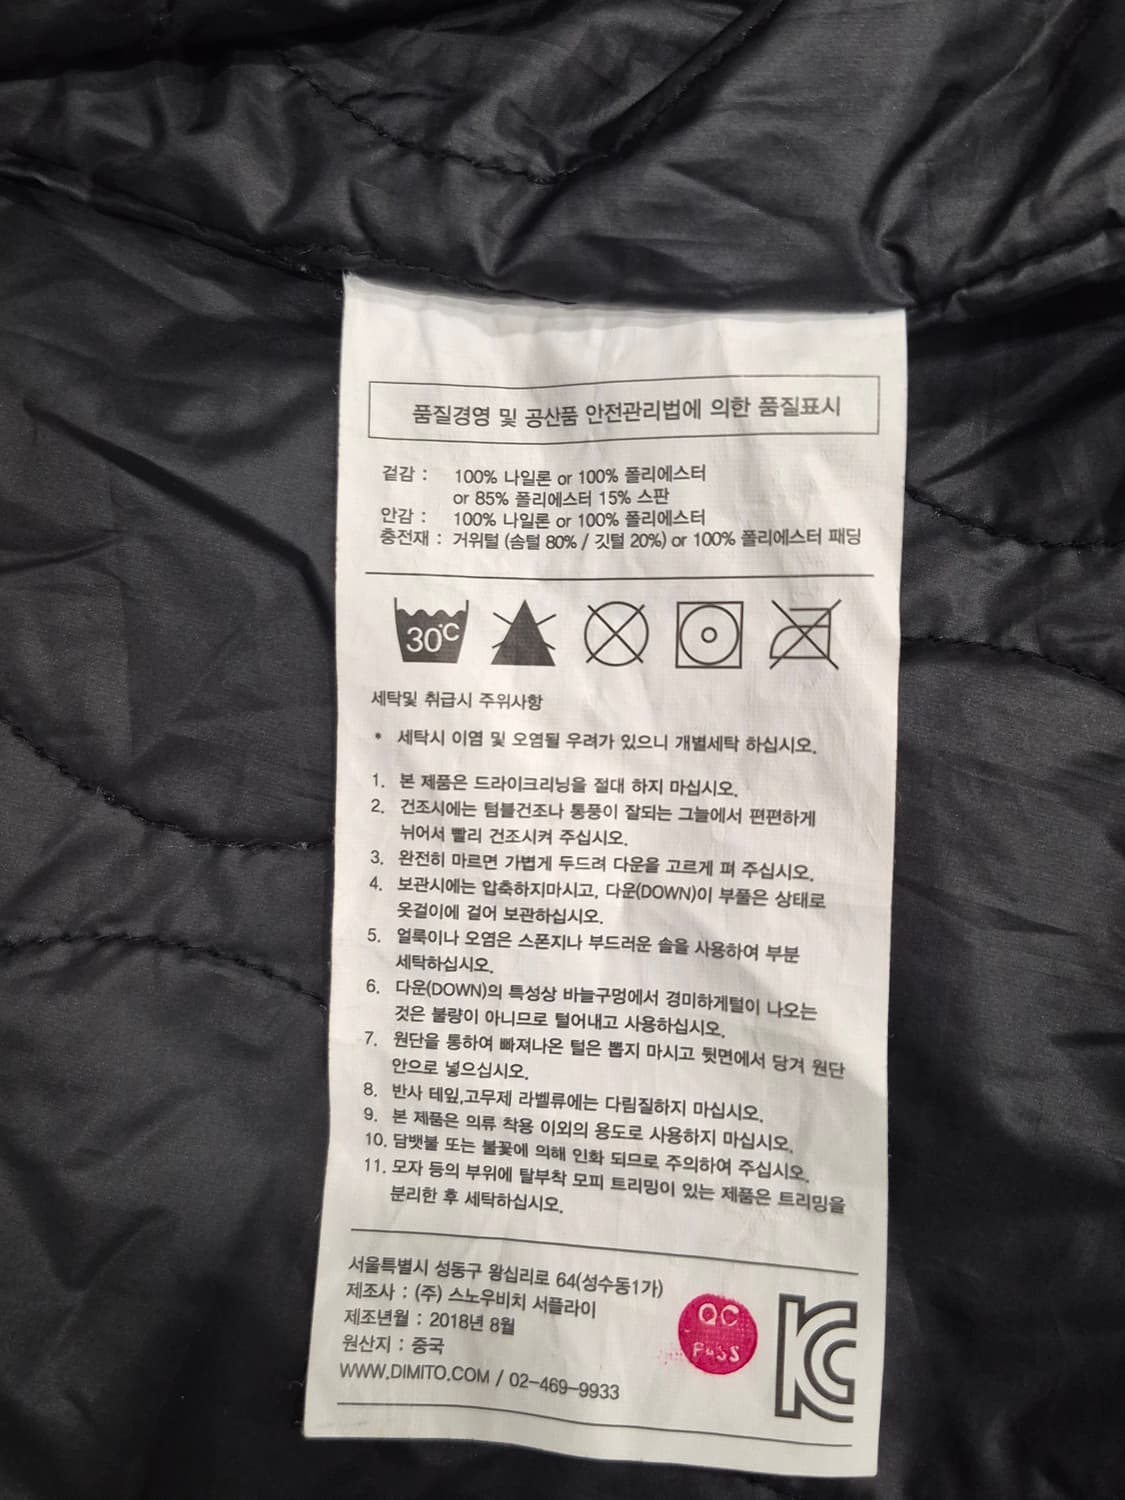 품질경영 및 공산품 안전관리법에 의한 품질표시
겉감 : 100% 나일론 or 100% 폴리에스터
or 85% 폴리에스터 15% 스판
안감 : 100% 나일론 or 100% 폴리에스터
충전재 : 거위털 (솜털 80% / 깃털 20%) or 100% 폴리에스터 패딩
30℃
세탁및 취급시 주위사항
* 세탁시 이염 및 오염될 우려가 있으니 개별세탁 하십시오.
1. 본 제품은 드라이크리닝을 절대 하지 마십시오.
2. 건조시에는 텀블건조나 통풍이 잘되는 그늘에서 편편하게
뉘어서 빨리 건조시켜 주십시오.
3. 완전히 마르면 가볍게 두드려 다운을 고르게 펴 주십시오.
4. 보관시에는 압축하지마시고, 다운(DOWN)이 부풀은 상태로
옷걸이에 걸어 보관하십시오.
5. 얼룩이나 오염은 스폰지나 부드러운 솔을 사용하여 부분
세탁하십시오.
6. 다운(DOWN)의 특성상 바늘구멍에서 경미하게털이 나오는
것은 불량이 아니므로 털어내고 사용하십시오.
7. 원단을 통하여 빠져나온 털은 뽑지 마시고 뒷면에서 당겨 원단
안으로 넣으십시오.
8. 반사 테잎,고무제 라벨류에는 다림질하지 마십시오.
9. 본 제품은 의류 착용 이외의 용도로 사용하지 마십시오.
10. 담뱃불 또는 불꽃에 의해 인화 되므로 주의하여 주십시오.
11. 모자 등의 부위에 탈부착 모피 트리밍이 있는 제품은 트리밍을
분리한 후 세탁하십시오.
서울특별시 성동구 왕십리로 64(성수동1가)
제조사 : (주) 스노우비치 서플라이
제조년월 : 2018년 8월
원산지 : 중국
WWW.DIMITO.COM / 02-469-9933
QC
PaSS
KC